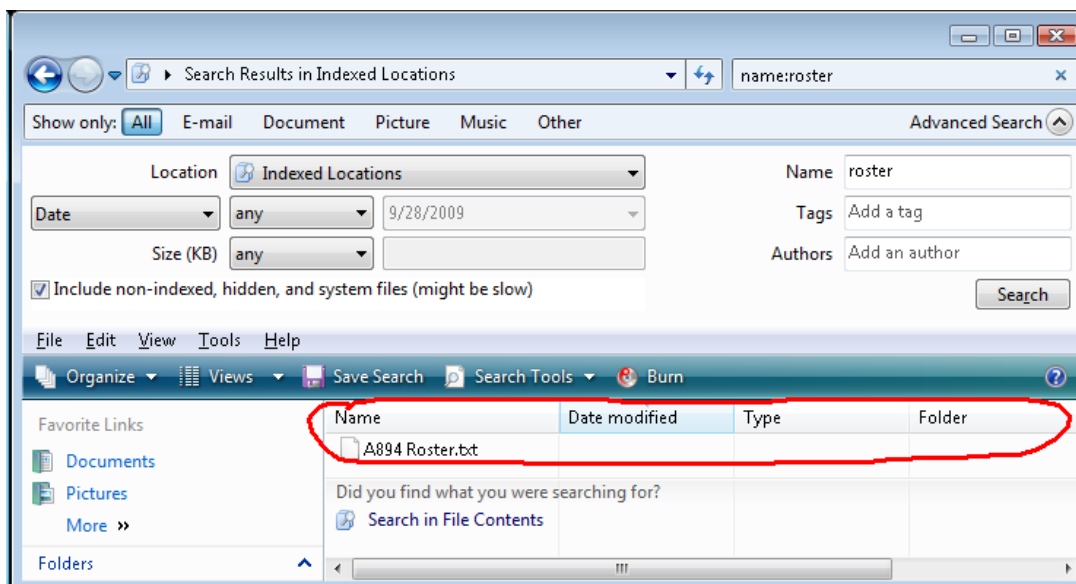 Search Results in Indexed Locations name:roster
Show only: All E-mail Document Picture Music Other Advanced Search
Location Indexed Locations Name roster
Date any 9/28/2009 Tags Add a tag
Size (KB) any Authors Add an author
Include non-indexed, hidden, and system files (might be slow)
Search
File Edit View Tools Help
Organize Views Save Search Search Tools Burn
Favorite Links
Documents
Pictures
More »
Folders
Name Date modified Type Folder
A894 Roster.txt
Did you find what you were searching for?
Search in File Contents